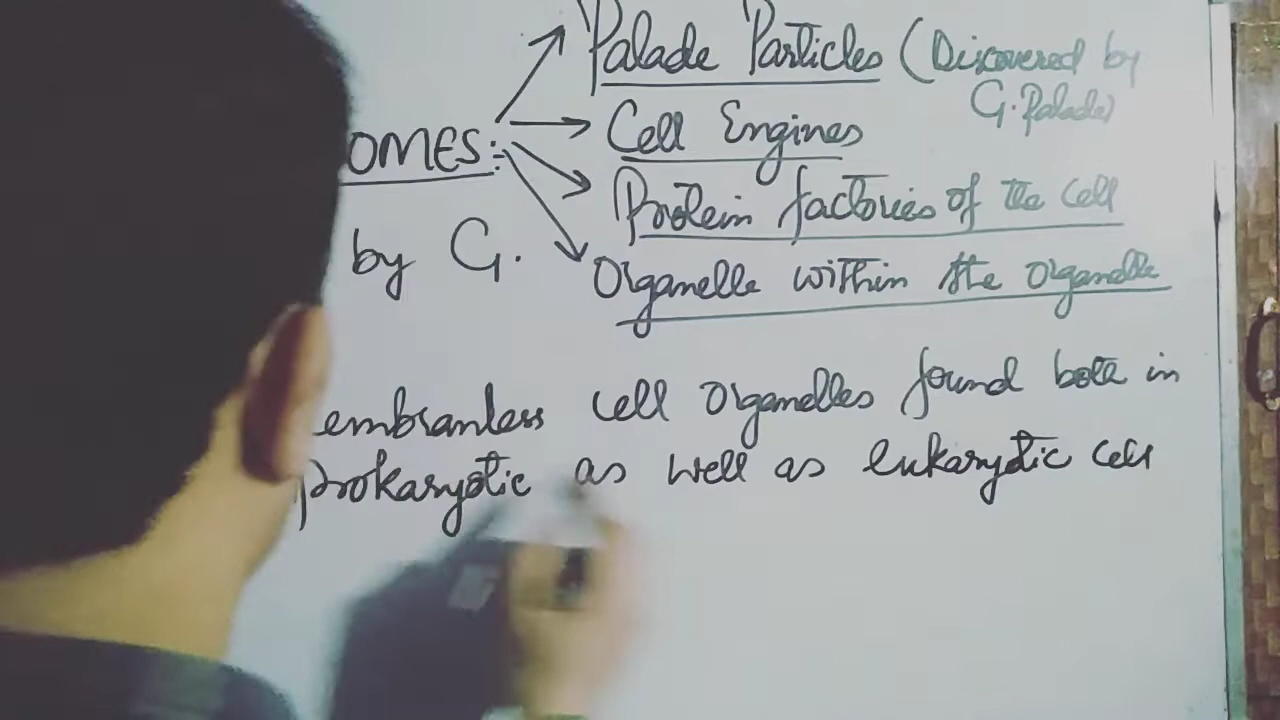 Palade Particles (Discovered by
G. Palade)
OMES:
Cell Engines
Protein factories of the cell
by G.
Organelle within the Organelle
embranless cell organelles found both in
prokaryotic as well as eukaryotic cell